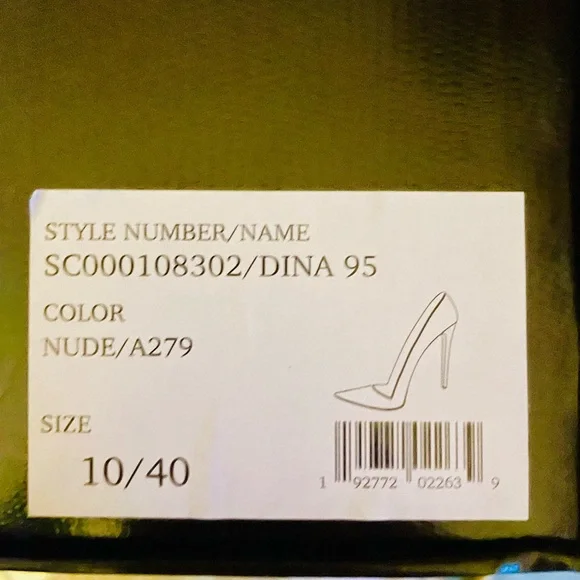 STYLE NUMBER/NAME
SC000108302/DINA 95
COLOR
NUDE/A279
SIZE
10/40
1 92772 02263 9